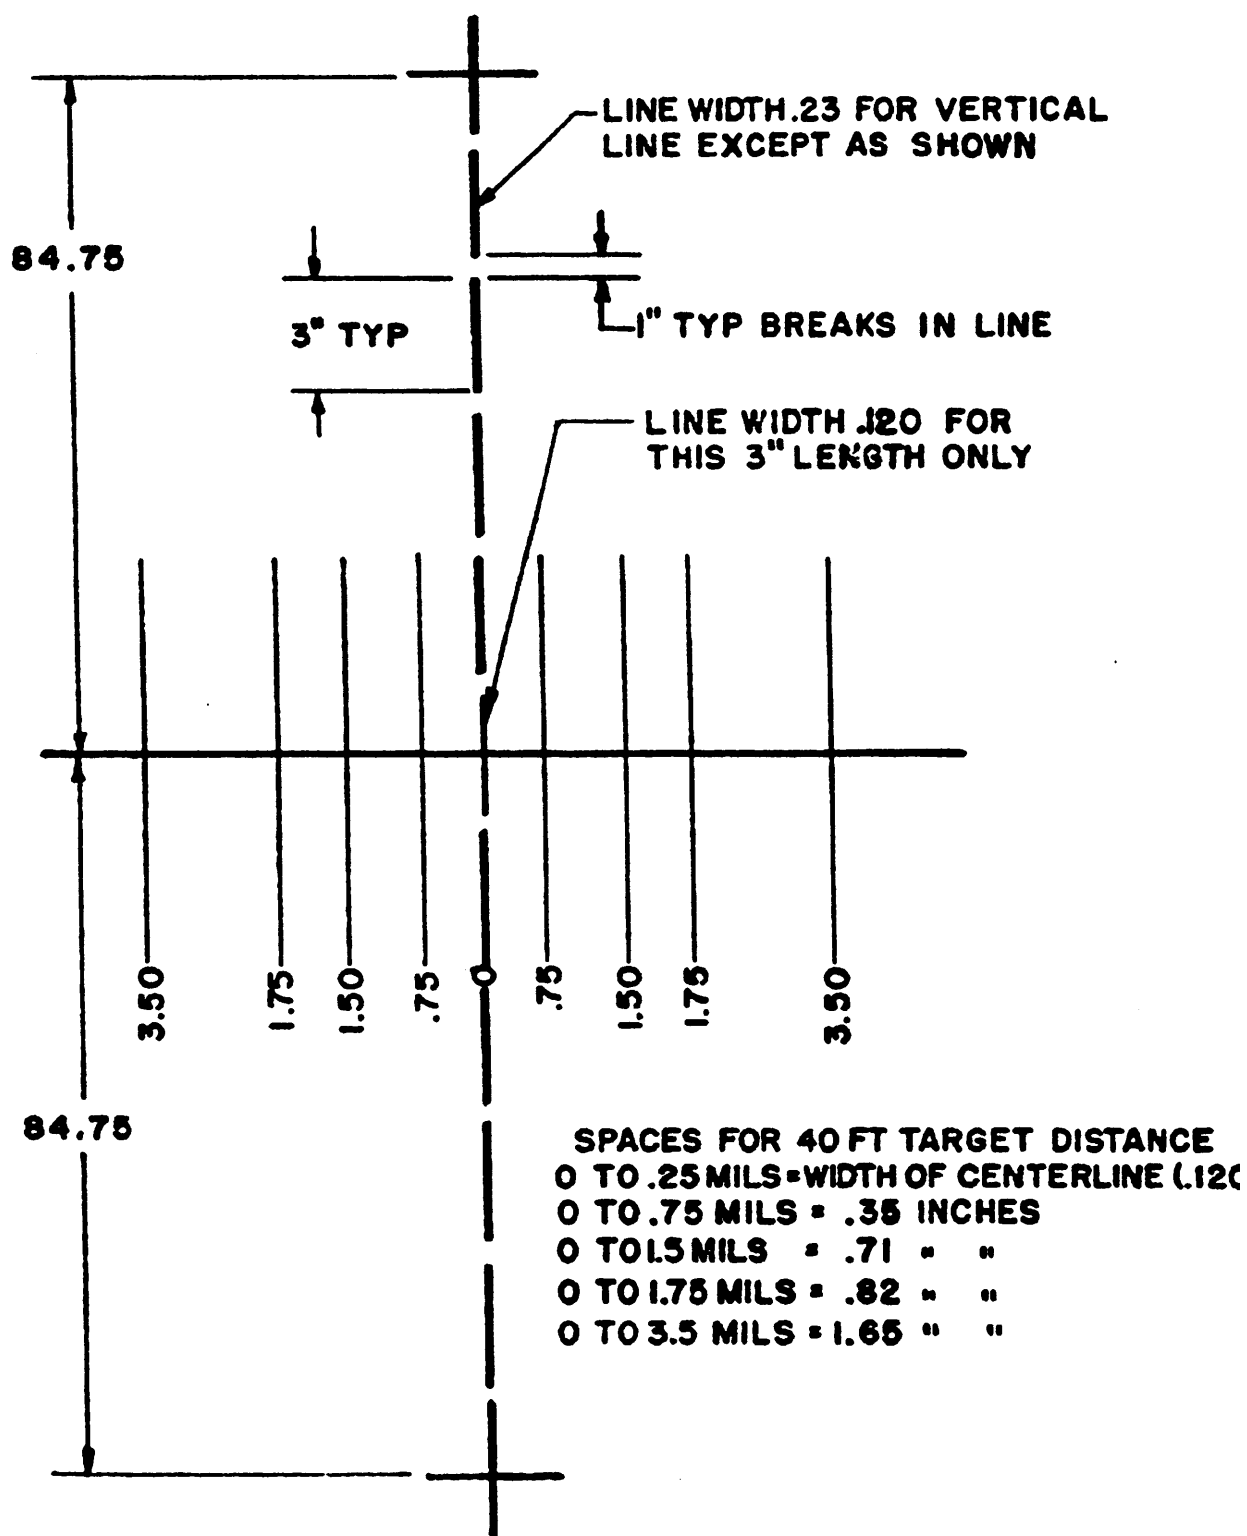 LINE WIDTH .23 FOR VERTICAL
LINE EXCEPT AS SHOWN
84.75
3" TYP
1" TYP BREAKS IN LINE
LINE WIDTH .120 FOR
THIS 3" LENGTH ONLY
3.50
1.75
1.50
.75
0
.75
1.50
1.75
3.50
84.75
SPACES FOR 40 FT TARGET DISTANCE
0 TO .25 MILS = WIDTH OF CENTERLINE (.120
0 TO .75 MILS = .35 INCHES
0 TO 1.5 MILS = .71 " "
0 TO 1.75 MILS = .82 " "
0 TO 3.5 MILS = 1.65 " "